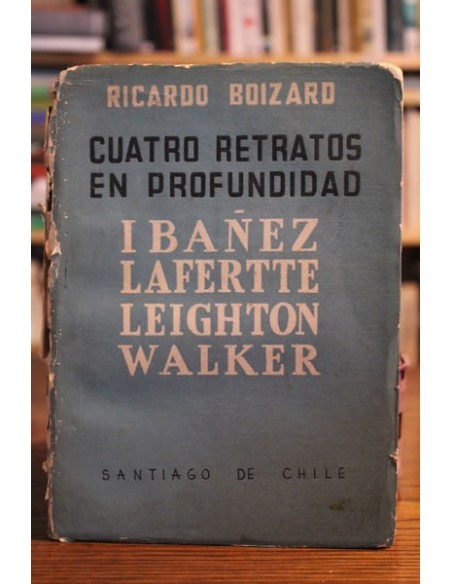 RICARDO BOIZARD
CUATRO RETRATOS
EN PROFUNDIDAD
IBAÑEZ
LAFERTTE
LEIGHTON
WALKER
SANTIAGO DE CHILE